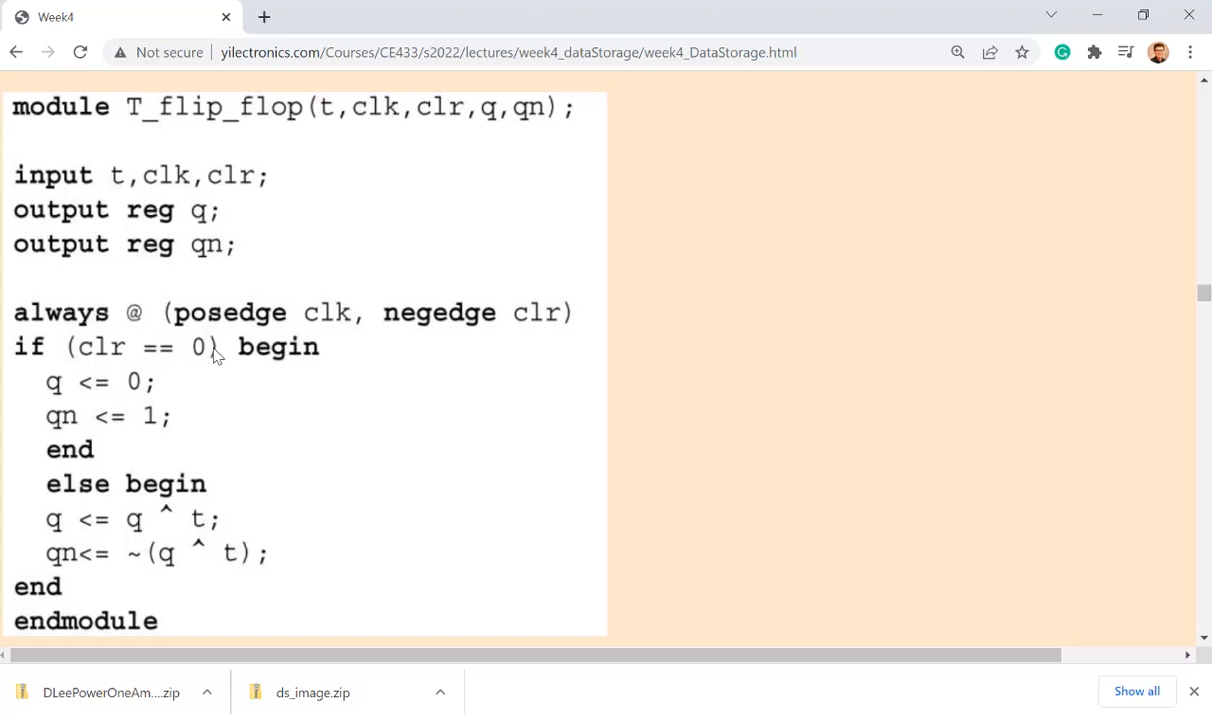 Week4
Not secure yilectronics.com/Courses/CE433/s2022/lectures/week4_dataStorage/week4_DataStorage.html
module T_flip_flop(t,clk,clr,q,qn);
input t,clk,clr;
output reg q;
output reg qn;
always @ (posedge clk, negedge clr)
if (clr == 0) begin
q <= 0;
qn <= 1;
end
else begin
q <= q ^ t;
qn<= ~(q ^ t);
end
endmodule
DLeePowerOneAm....zip
ds_image.zip
Show all